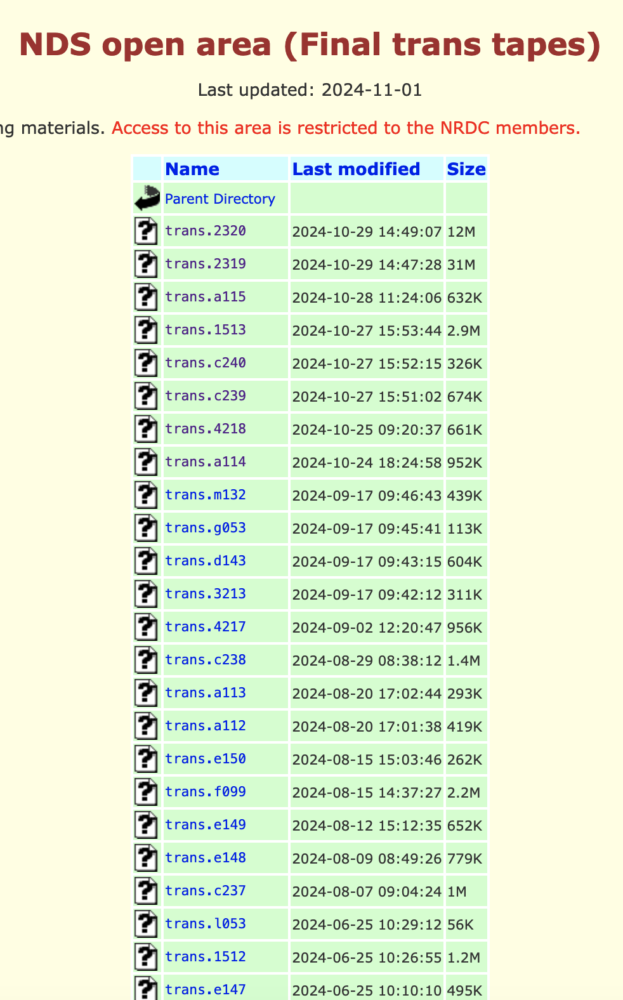 NDS open area (Final trans tapes)
Last updated: 2024-11-01
ng materials. Access to this area is restricted to the NRDC members.
Name Last modified Size
Parent Directory
trans.2320 2024-10-29 14:49:07 12M
trans.2319 2024-10-29 14:47:28 31M
trans.a115 2024-10-28 11:24:06 632K
trans.1513 2024-10-27 15:53:44 2.9M
trans.c240 2024-10-27 15:52:15 326K
trans.c239 2024-10-27 15:51:02 674K
trans.4218 2024-10-25 09:20:37 661K
trans.a114 2024-10-24 18:24:58 952K
trans.m132 2024-09-17 09:46:43 439K
trans.g053 2024-09-17 09:45:41 113K
trans.d143 2024-09-17 09:43:15 604K
trans.3213 2024-09-17 09:42:12 311K
trans.4217 2024-09-02 12:20:47 956K
trans.c238 2024-08-29 08:38:12 1.4M
trans.a113 2024-08-20 17:02:44 293K
trans.a112 2024-08-20 17:01:38 419K
trans.e150 2024-08-15 15:03:46 262K
trans.f099 2024-08-15 14:37:27 2.2M
trans.e149 2024-08-12 15:12:35 652K
trans.e148 2024-08-09 08:49:26 779K
trans.c237 2024-08-07 09:04:24 1M
trans.l053 2024-06-25 10:29:12 56K
trans.1512 2024-06-25 10:26:55 1.2M
trans.e147 2024-06-25 10:10:10 495K